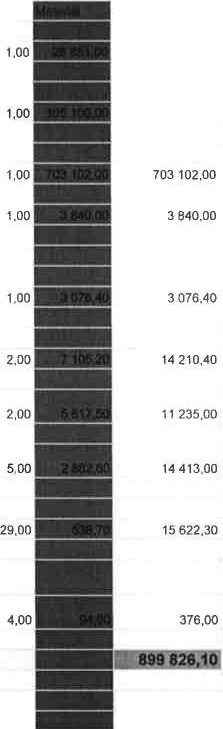 Materiál
1,00
1,00
1,00 703 102,00 703 102,00
1,00 3 840,00 3 840,00
1,00 3 076,40 3 076,40
2,00 7 105,20 14 210,40
2,00 5 617,50 11 235,00
5,00 2 882,60 14 413,00
29,00 538,70 15 622,30
4,00 94,00 376,00
899 826,10